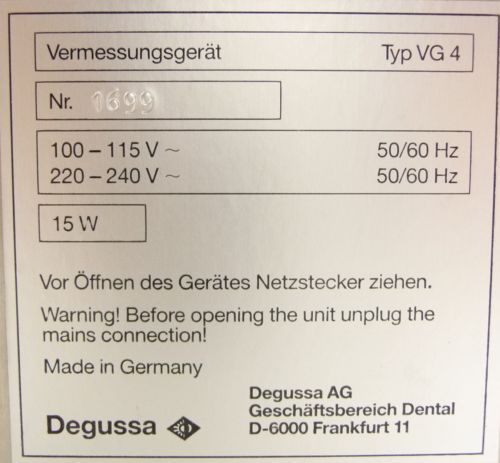 Vermessungsgerät Typ VG 4
Nr. 1699
100 – 115 V ~ 50/60 Hz
220 – 240 V ~ 50/60 Hz
15 W
Vor Öffnen des Gerätes Netzstecker ziehen.
Warning! Before opening the unit unplug the
mains connection!
Made in Germany
Degussa
Degussa AG
Geschäftsbereich Dental
D-6000 Frankfurt 11